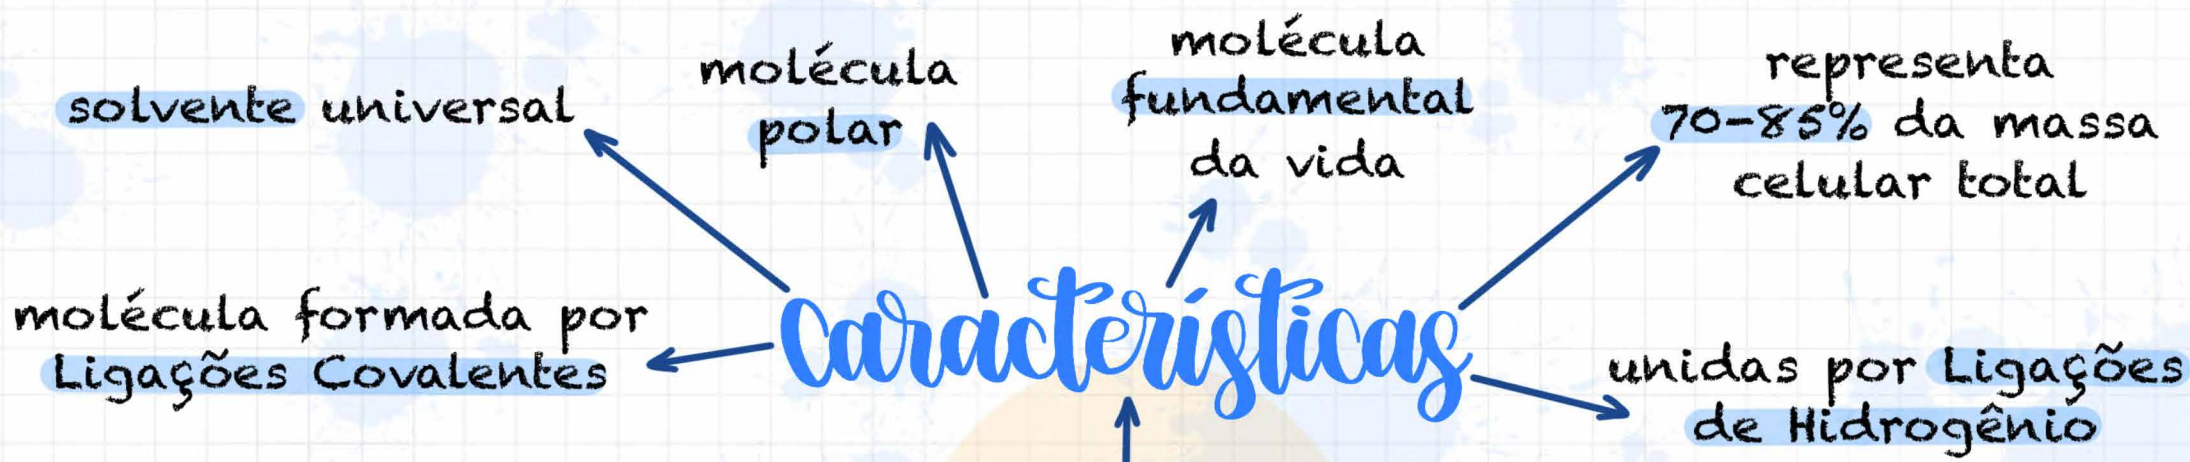 solvente universal
molécula
polar
molécula
fundamental
da vida
representa
70-85% da massa
celular total
molécula formada por
Ligações Covalentes
Características
unidas por Ligações
de Hidrogênio